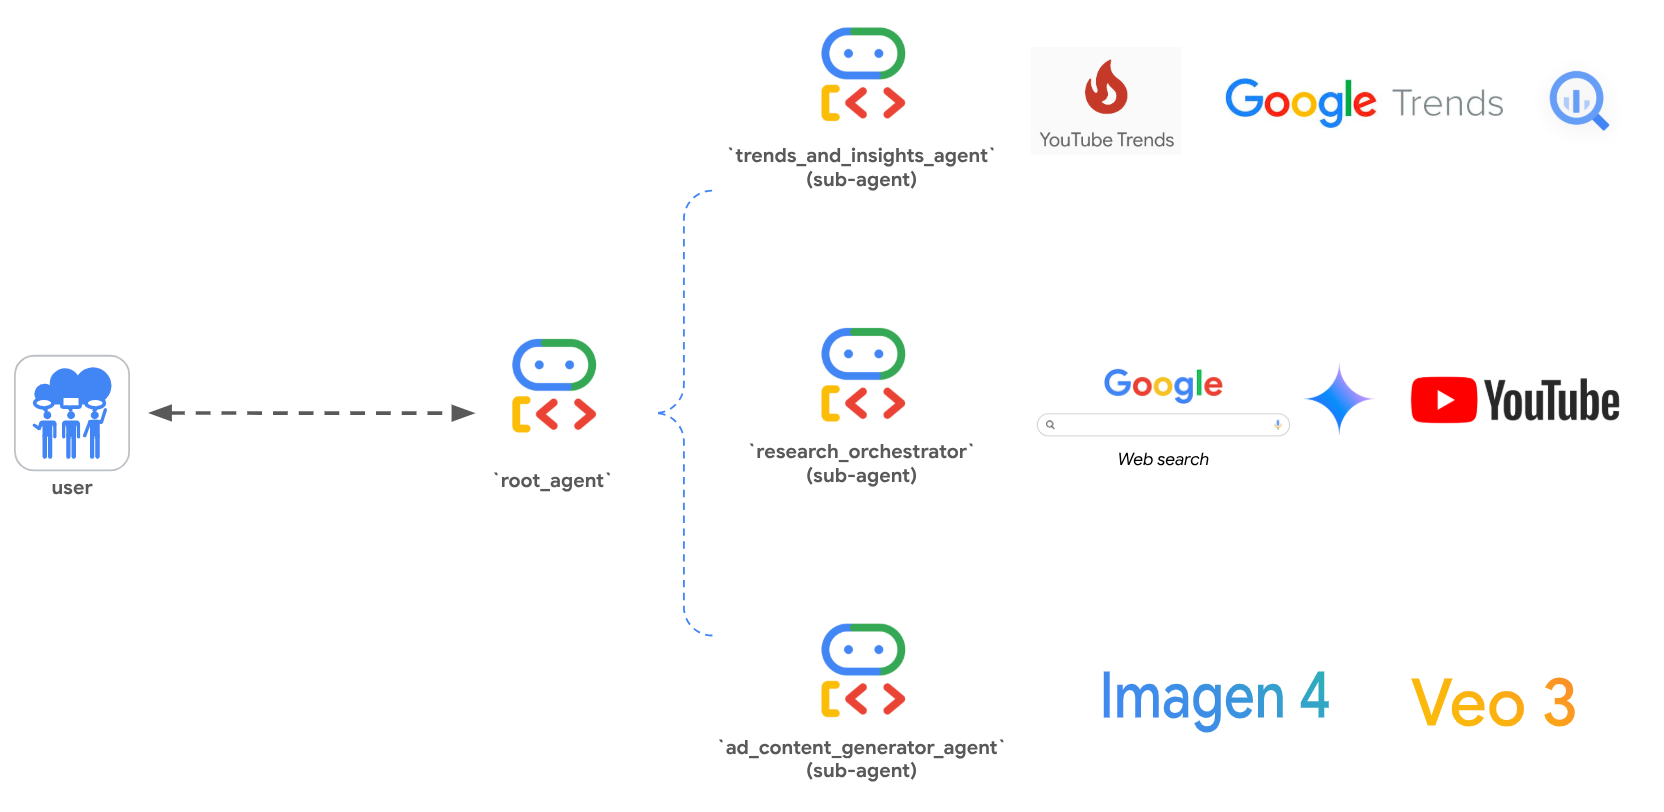 `trends_and_insights_agent`
(sub-agent)
YouTube Trends
Google Trends
user
`root_agent`
`research_orchestrator`
(sub-agent)
Google
Web search
YouTube
`ad_content_generator_agent`
(sub-agent)
Imagen 4
Veo 3